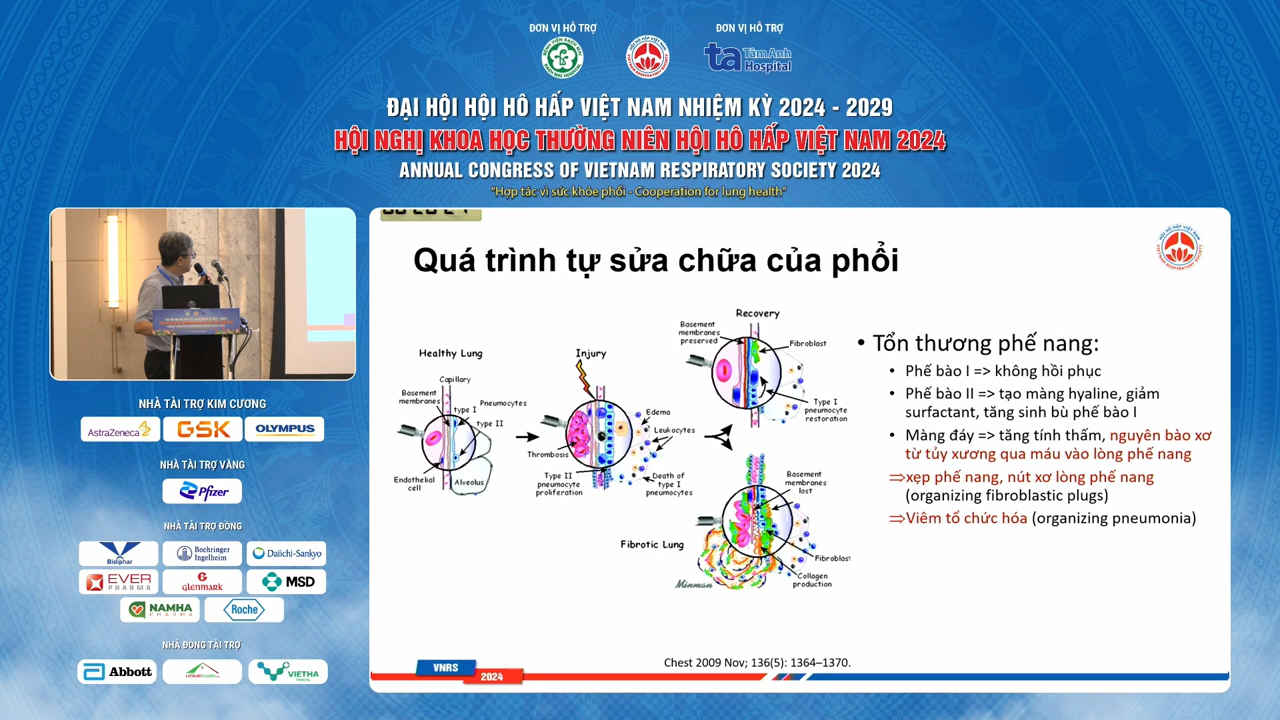 ĐƠN VỊ HỖ TRỢ
ĐƠN VỊ HỖ TRỢ
ta TâmAnh Hospital
ĐẠI HỘI HỘI HÔ HẤP VIỆT NAM NHIỆM KỲ 2024 - 2029
HỘI NGHỊ KHOA HỌC THƯỜNG NIÊN HỘI HÔ HẤP VIỆT NAM 2024
ANNUAL CONGRESS OF VIETNAM RESPIRATORY SOCIETY 2024
"Hợp tác vì sức khỏe phổi - Cooperation for lung health"
NHÀ TÀI TRỢ KIM CƯƠNG
AstraZeneca
GSK
OLYMPUS
NHÀ TÀI TRỢ VÀNG
Pfizer
NHÀ TÀI TRỢ ĐỒNG
Bidiphar
Boehringer Ingelheim
Daiichi-Sankyo
EVER PHARMA
GLENMARK
MSD
NAMHA PHARMA
Roche
NHÀ ĐỒNG TÀI TRỢ
Abbott
VIETHA
Quá trình tự sửa chữa của phổi
Healthy Lung
Capillary
Basement membranes
Pneumocytes
type I
type II
Endothelial cell
Alveolus
Injury
Edema
Leukocytes
Thrombosis
Type II pneumocyte proliferation
Death of type I pneumocytes
Recovery
Basement membranes preserved
Fibroblast
Type I pneumocyte restoration
Basement membranes lost
Fibrotic Lung
Fibroblast
Collagen production
Minman
• Tổn thương phế nang:
• Phế bào I => không hồi phục
• Phế bào II => tạo màng hyaline, giảm
surfactant, tăng sinh bù phế bào I
• Màng đáy => tăng tính thấm, nguyên bào xơ
từ tủy xương qua máu vào lòng phế nang
⇒xẹp phế nang, nút xơ lòng phế nang
(organizing fibroblastic plugs)
⇒Viêm tổ chức hóa (organizing pneumonia)
Chest 2009 Nov; 136(5): 1364–1370.
VNRS
2024